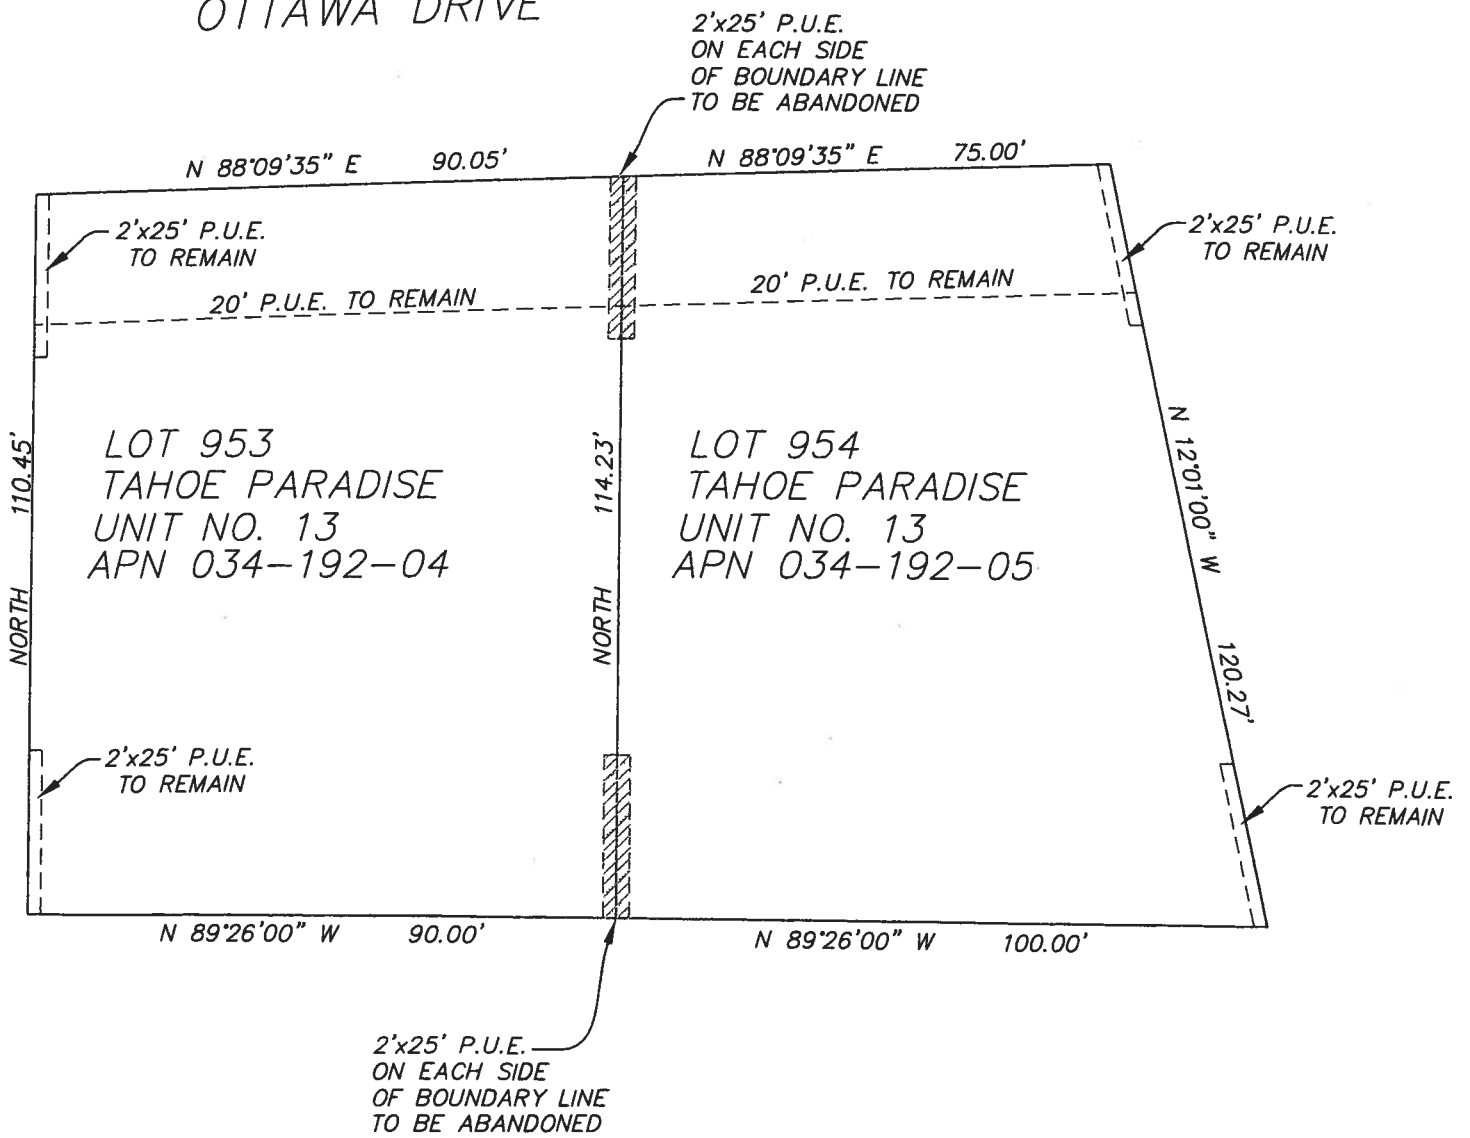 OTTAWA DRIVE
2'x25' P.U.E.
ON EACH SIDE
OF BOUNDARY LINE
TO BE ABANDONED
N 88°09'35" E 90.05'
N 88°09'35" E 75.00'
2'x25' P.U.E.
TO REMAIN
2'x25' P.U.E.
TO REMAIN
20' P.U.E. TO REMAIN
20' P.U.E. TO REMAIN
NORTH 110.45'
LOT 953
TAHOE PARADISE
UNIT NO. 13
APN 034-192-04
NORTH 114.23'
LOT 954
TAHOE PARADISE
UNIT NO. 13
APN 034-192-05
N 12°01'00" W 120.27'
2'x25' P.U.E.
TO REMAIN
2'x25' P.U.E.
TO REMAIN
N 89°26'00" W 90.00'
N 89°26'00" W 100.00'
2'x25' P.U.E.
ON EACH SIDE
OF BOUNDARY LINE
TO BE ABANDONED